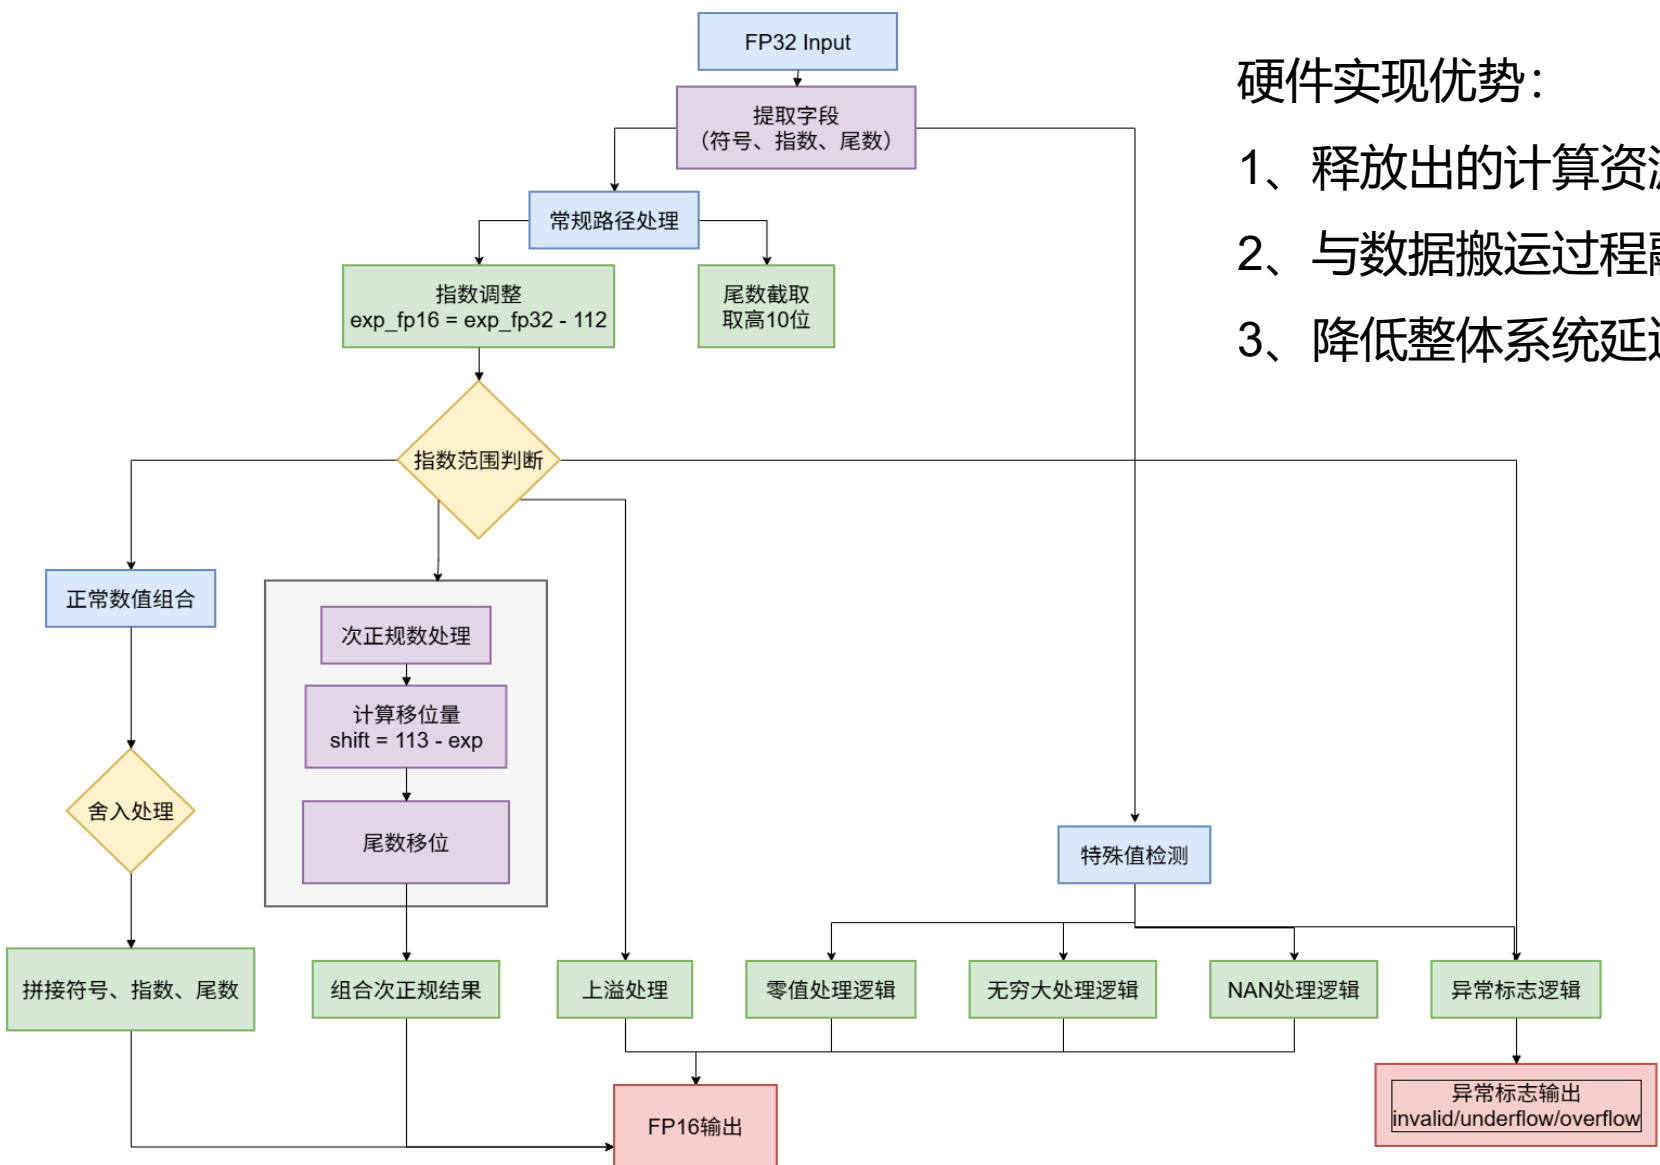 FP32 Input
硬件实现优势：
提取字段
（符号、指数、尾数）
1、释放出的计算资
常规路径处理
2、与数据搬运过程
指数调整
exp_fp16 = exp_fp32 - 112
尾数截取
取高10位
3、降低整体系统延
指数范围判断
正常数值组合
次正规数处理
计算移位量
shift = 113 - exp
舍入处理
尾数移位
特殊值检测
拼接符号、指数、尾数
组合次正规结果
上溢处理
零值处理逻辑
无穷大处理逻辑
NAN处理逻辑
异常标志逻辑
FP16输出
异常标志输出
invalid/underflow/overflow